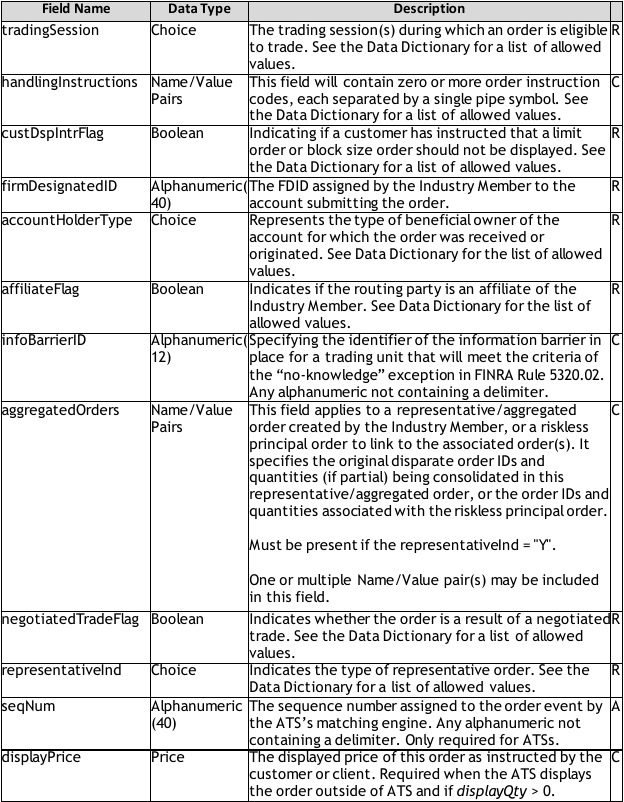 Field Name Data Type Description
tradingSession Choice The trading session(s) during which an order is eligible R
to trade. See the Data Dictionary for a list of allowed
values.
handlingInstructions Name/Value This field will contain zero or more order instruction C
Pairs codes, each separated by a single pipe symbol. See
the Data Dictionary for a list of allowed values.
custDspIntrFlag Boolean Indicating if a customer has instructed that a limit R
order or block size order should not be displayed. See
the Data Dictionary for a list of allowed values.
firmDesignatedID Alphanumeric( The FDID assigned by the Industry Member to the R
40) account submitting the order.
accountHolderType Choice Represents the type of beneficial owner of the R
account for which the order was received or
originated. See Data Dictionary for the list of allowed
values.
affiliateFlag Boolean Indicates if the routing party is an affiliate of the R
Industry Member. See Data Dictionary for the list of
allowed values.
infoBarrierID Alphanumeric( Specifying the identifier of the information barrier in C
12) place for a trading unit that will meet the criteria of
the “no-knowledge” exception in FINRA Rule 5320.02.
Any alphanumeric not containing a delimiter.
aggregatedOrders Name/Value This field applies to a representative/aggregated C
Pairs order created by the Industry Member, or a riskless
principal order to link to the associated order(s). It
specifies the original disparate order IDs and
quantities (if partial) being consolidated in this
representative/aggregated order, or the order IDs and
quantities associated with the riskless principal order.
Must be present if the representativeInd = "Y".
One or multiple Name/Value pair(s) may be included
in this field.
negotiatedTradeFlag Boolean Indicates whether the order is a result of a negotiated R
trade. See the Data Dictionary for a list of allowed
values.
representativeInd Choice Indicates the type of representative order. See the R
Data Dictionary for a list of allowed values.
seqNum Alphanumeric The sequence number assigned to the order event by A
(40) the ATS’s matching engine. Any alphanumeric not
containing a delimiter. Only required for ATSs.
displayPrice Price The displayed price of this order as instructed by the C
customer or client. Required when the ATS displays
the order outside of ATS and if displayQty > 0.